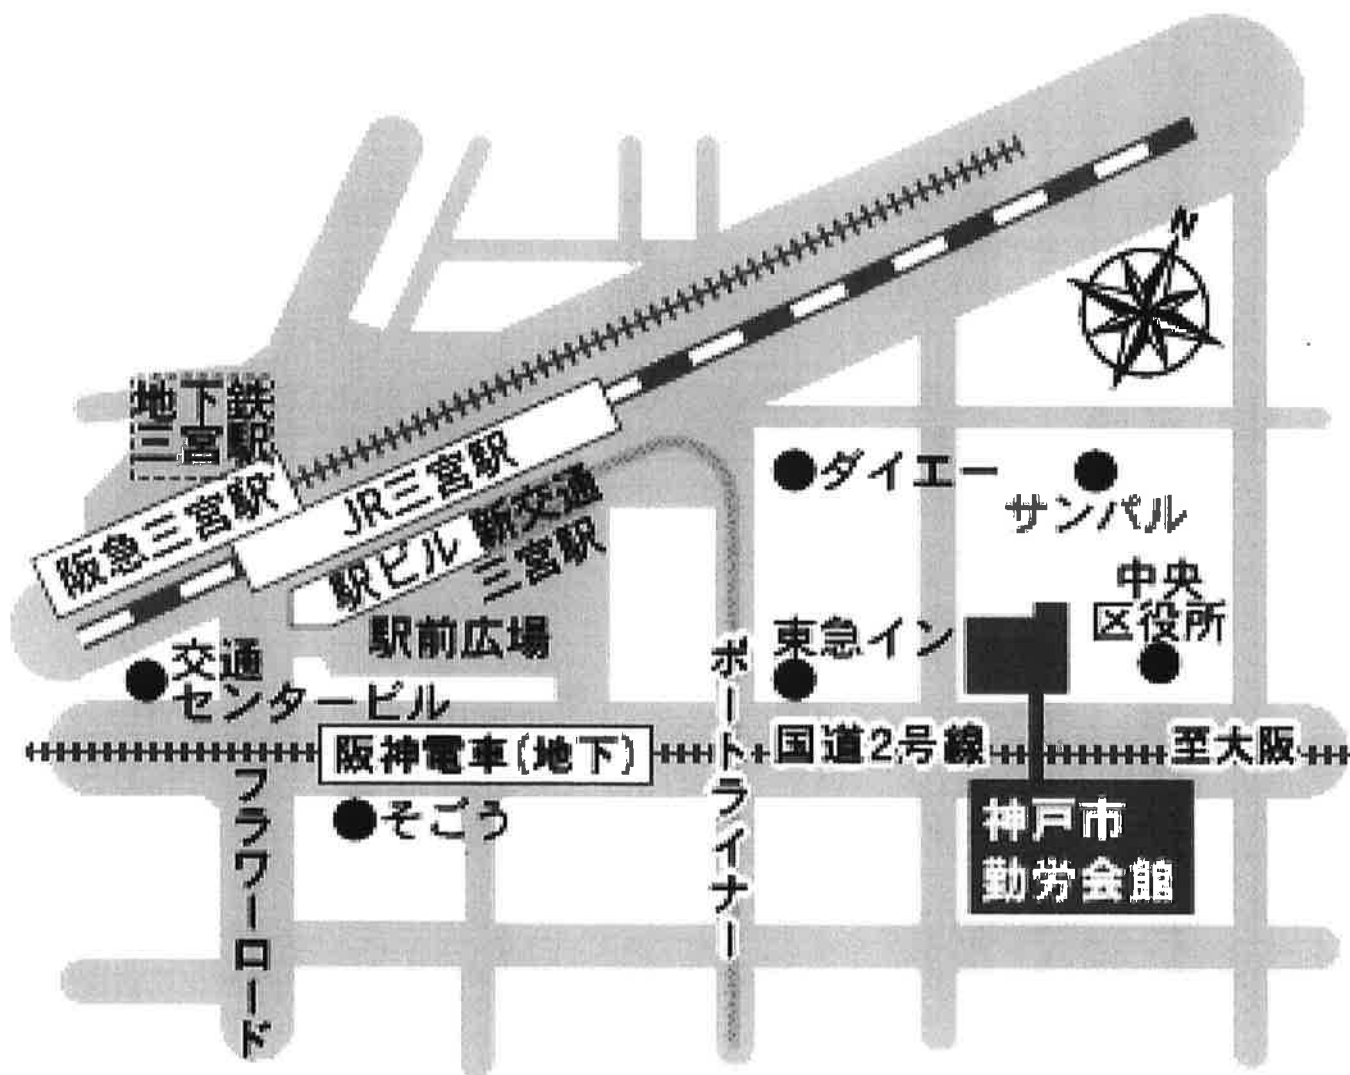 N
地下鉄
三宮駅
阪急三宮駅
JR三宮駅
駅ビル
新交通
三宮駅
駅前広場
ダイエー
サンパル
中央
区役所
東急イン
交通
センタービル
ポートライナー
阪神電車(地下)
国道2号線
至大阪
そごう
フラワーロード
神戸市
勤労会館